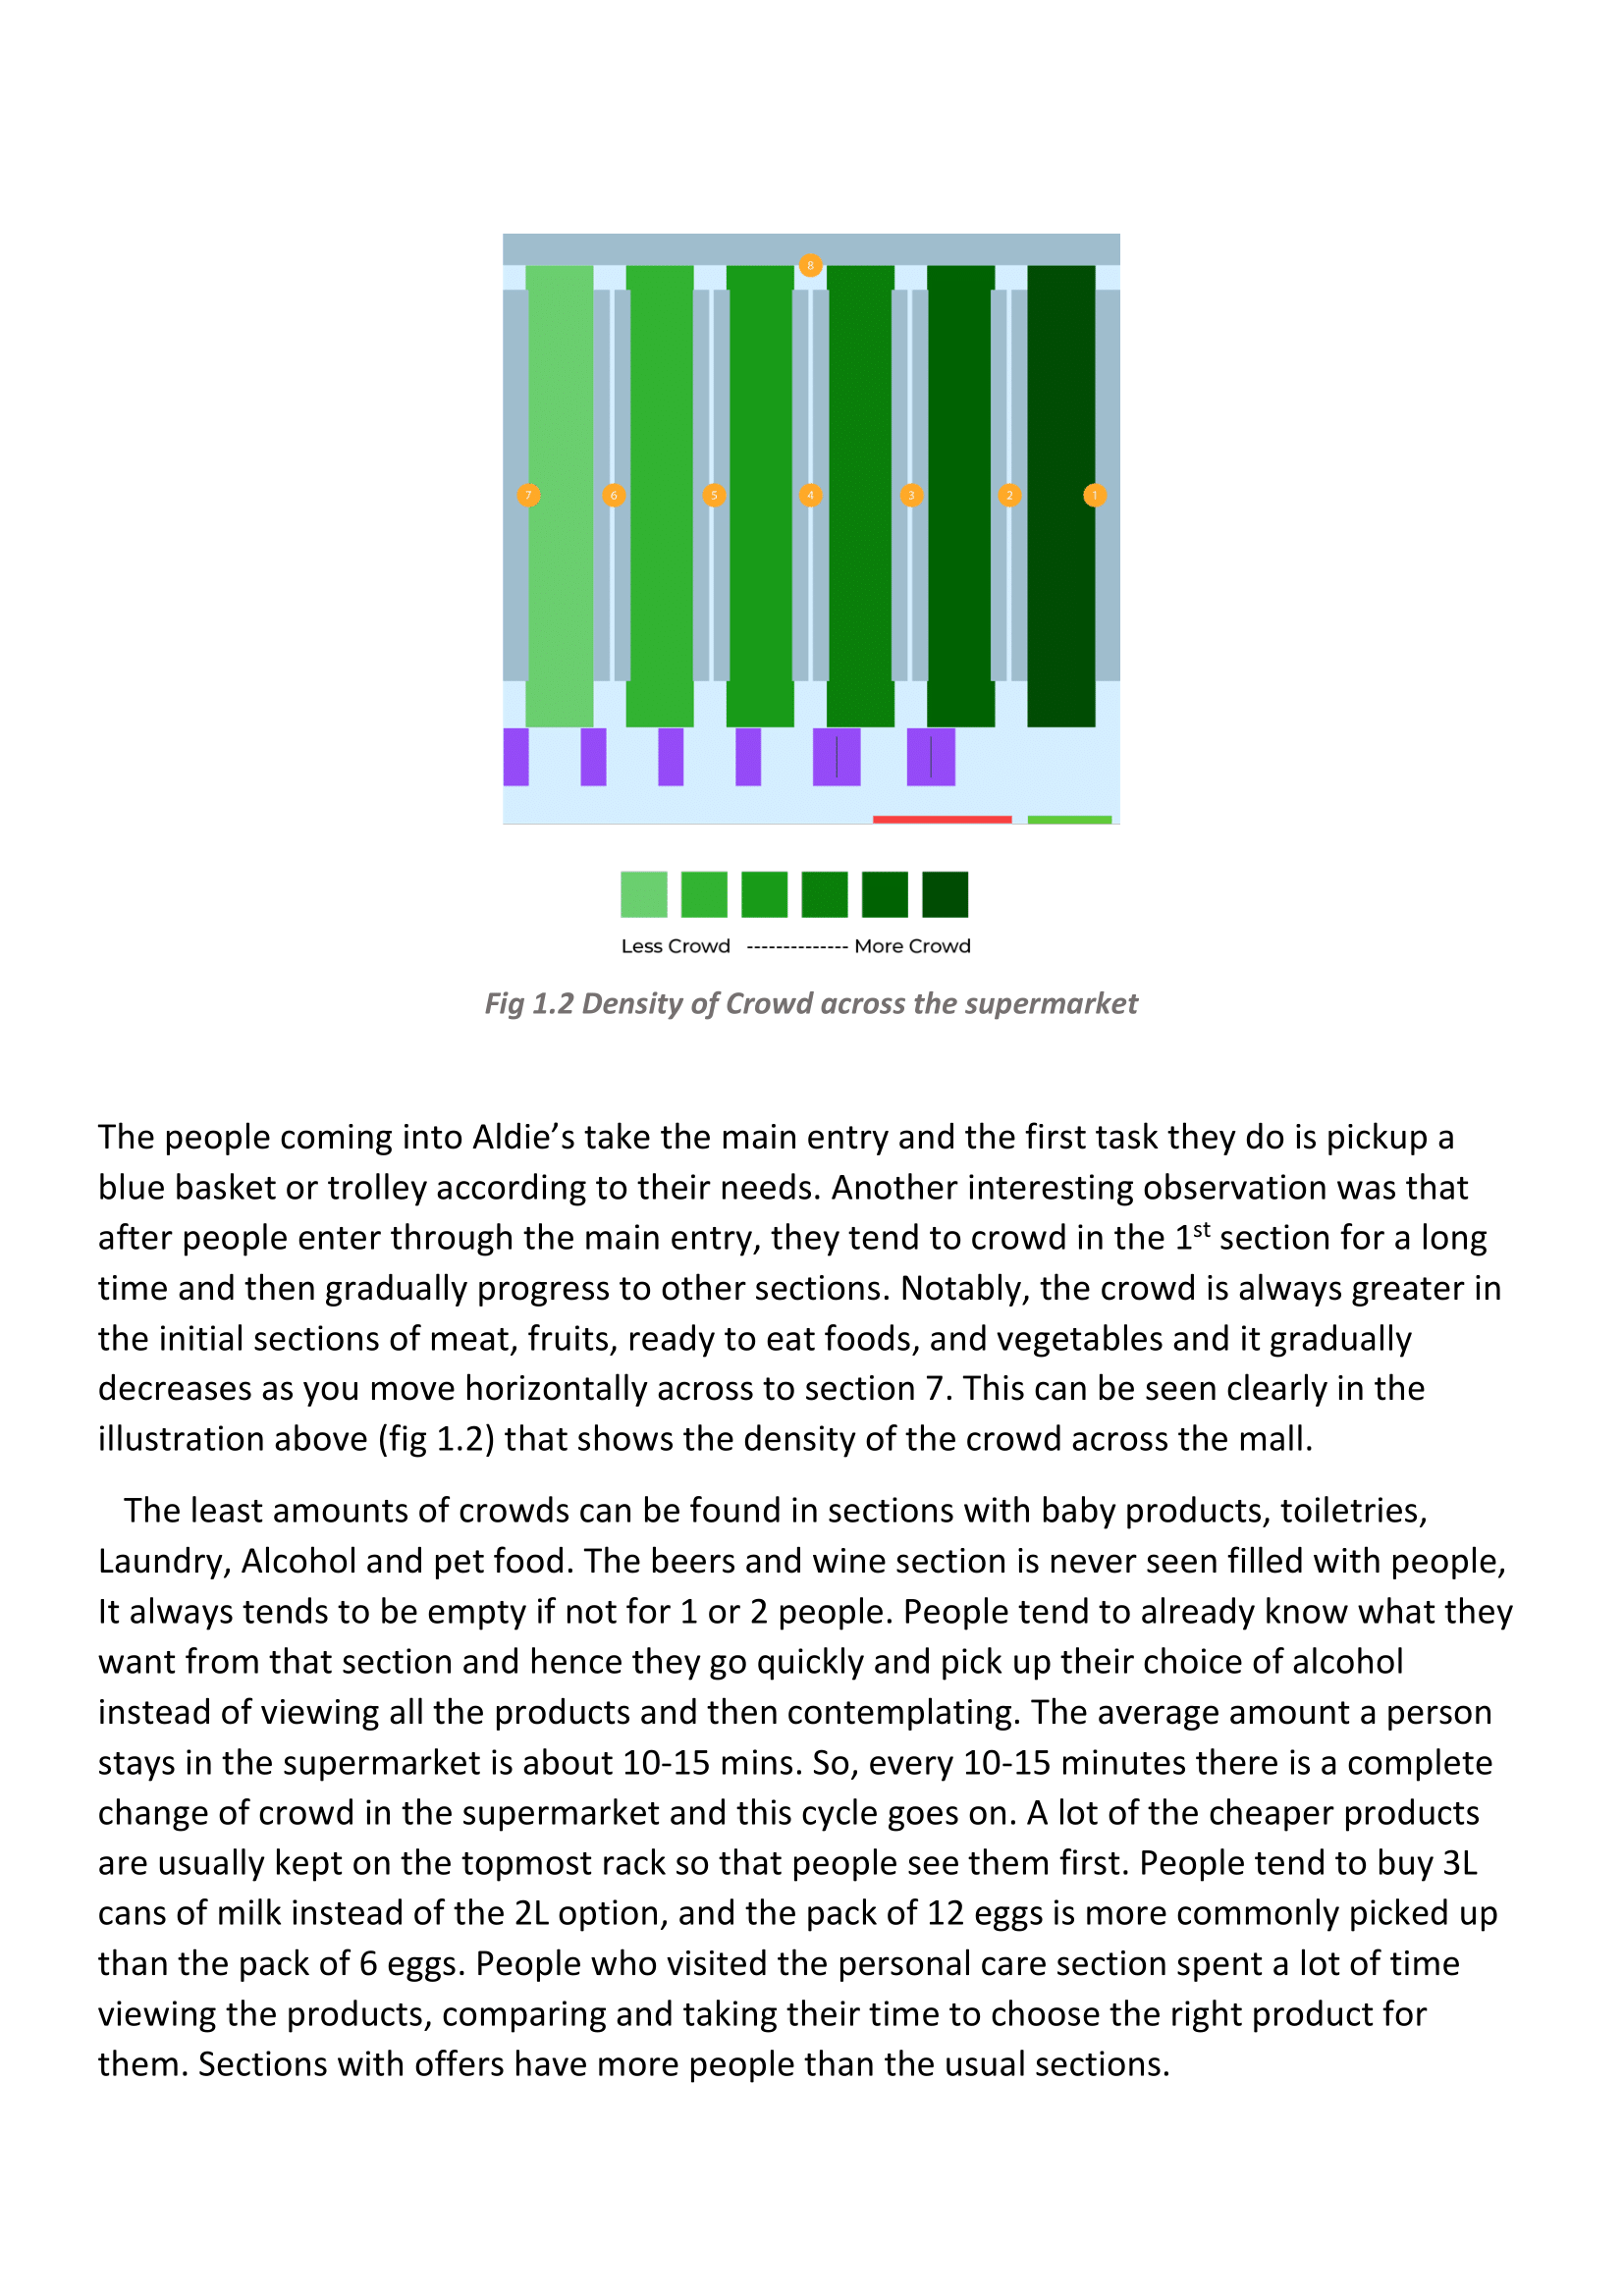 8
7 6 5 4 3 2 1
Less Crowd -------------- More Crowd
Fig 1.2 Density of Crowd across the supermarket
The people coming into Aldie’s take the main entry and the first task they do is pickup a
blue basket or trolley according to their needs. Another interesting observation was that
after people enter through the main entry, they tend to crowd in the 1st section for a long
time and then gradually progress to other sections. Notably, the crowd is always greater in
the initial sections of meat, fruits, ready to eat foods, and vegetables and it gradually
decreases as you move horizontally across to section 7. This can be seen clearly in the
illustration above (fig 1.2) that shows the density of the crowd across the mall.
The least amounts of crowds can be found in sections with baby products, toiletries,
Laundry, Alcohol and pet food. The beers and wine section is never seen filled with people,
It always tends to be empty if not for 1 or 2 people. People tend to already know what they
want from that section and hence they go quickly and pick up their choice of alcohol
instead of viewing all the products and then contemplating. The average amount a person
stays in the supermarket is about 10-15 mins. So, every 10-15 minutes there is a complete
change of crowd in the supermarket and this cycle goes on. A lot of the cheaper products
are usually kept on the topmost rack so that people see them first. People tend to buy 3L
cans of milk instead of the 2L option, and the pack of 12 eggs is more commonly picked up
than the pack of 6 eggs. People who visited the personal care section spent a lot of time
viewing the products, comparing and taking their time to choose the right product for
them. Sections with offers have more people than the usual sections.